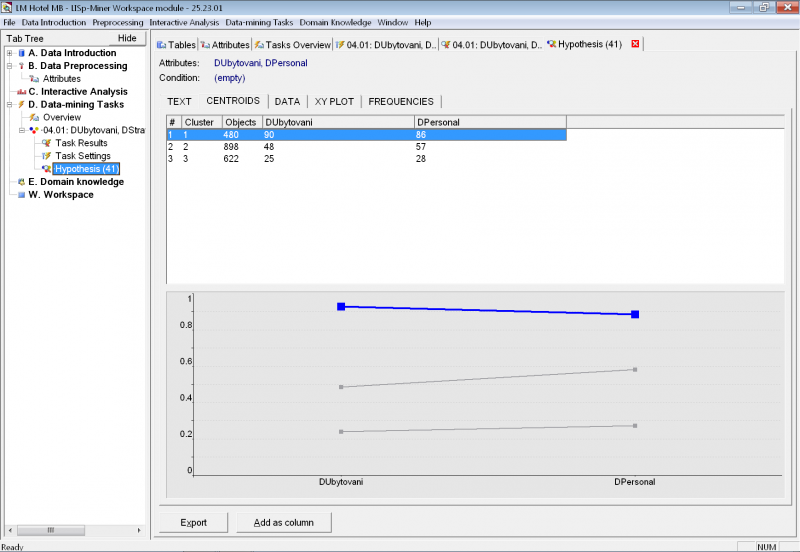 LM Hotel MB - LISp-Miner Workspace module - 25.23.01
File Data Introduction Preprocessing Interactive Analysis Data-mining Tasks Domain Knowledge Window Help
Tab Tree Hide
A. Data Introduction
B. Data Preprocessing
Attributes
C. Interactive Analysis
D. Data-mining Tasks
Overview
04.01: DUbytovani, DStra
Task Results
Task Settings
Hypothesis (41)
E. Domain knowledge
W. Workspace
Tables Attributes Tasks Overview 04.01: DUbytovani, D.. 04.01: DUbytovani, D.. Hypothesis (41)
Attributes: DUbytovani, DPersonal
Condition: (empty)
TEXT CENTROIDS DATA XY PLOT FREQUENCIES
# Cluster Objects DUbytovani DPersonal
1 1 480 90 86
2 2 898 48 57
3 3 622 25 28
1
0.8
0.6
0.4
0.2
0
DUbytovani DPersonal
Export Add as column
Ready NUM